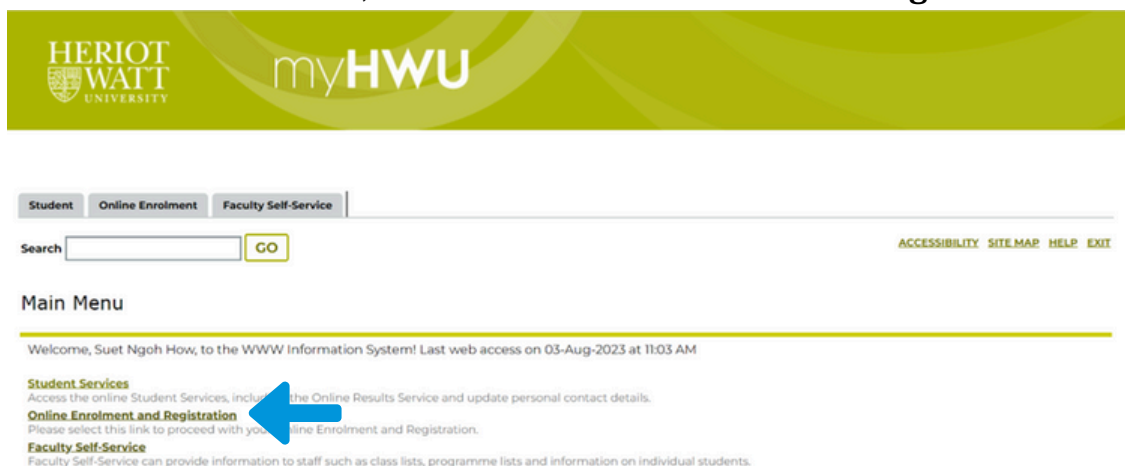 HERIOT
WATT
UNIVERSITY
myHWU
Student Online Enrolment Faculty Self-Service
Search GO ACCESSIBILITY SITE MAP HELP EXIT
Main Menu
Welcome, Suet Ngoh How, to the WWW Information System! Last web access on 03-Aug-2023 at 11:03 AM
Student Services
Access the online Student Services, the Online Results Service and update personal contact details.
Online Enrolment and Registration
Please select this link to proceed with Enrolment and Registration.
Faculty Self-Service
Faculty Self-Service can provide information to staff such as class lists, programme lists and information on individual students.